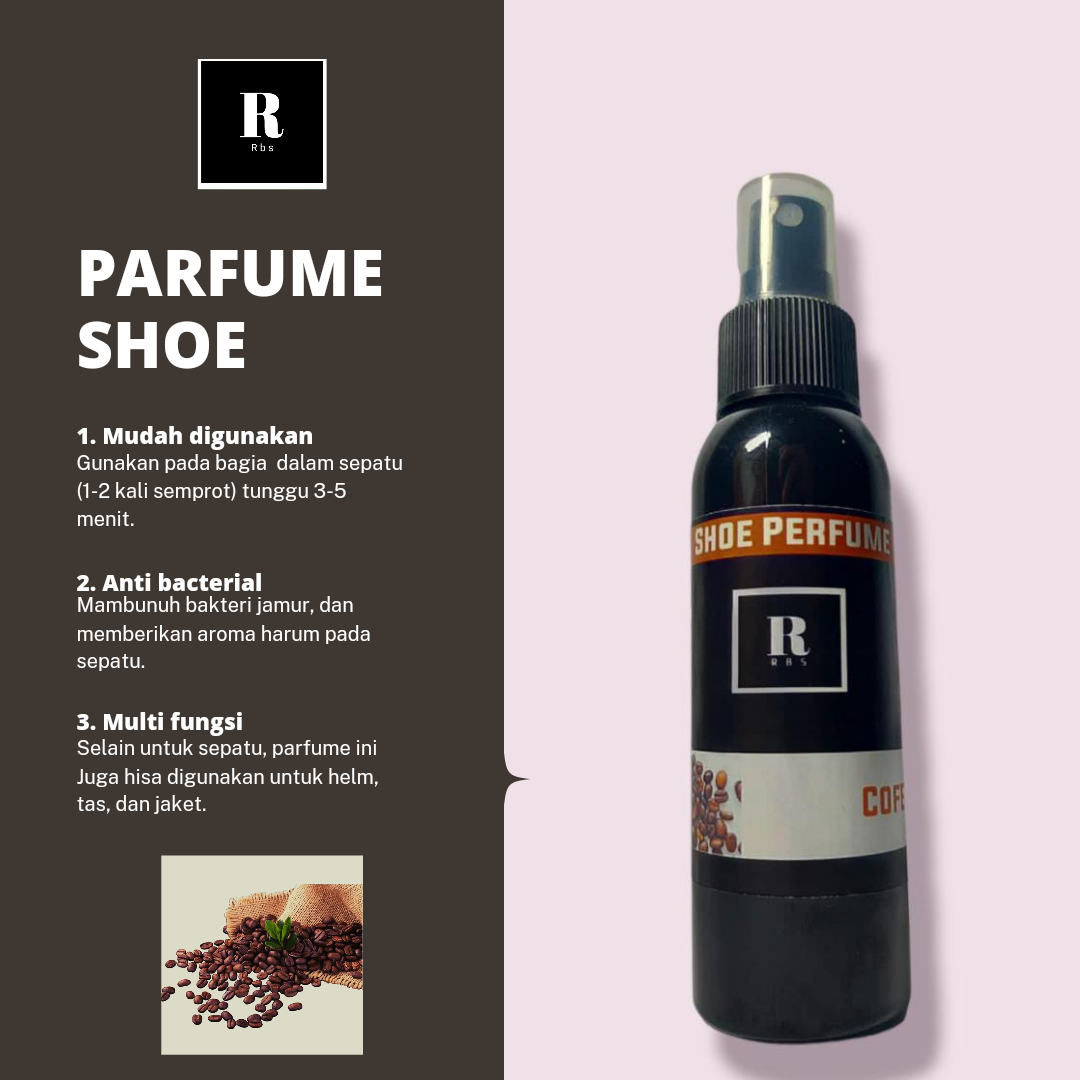 R
Rbs
PARFUME
SHOE
1. Mudah digunakan
Gunakan pada bagia  dalam sepatu
(1-2 kali semprot) tunggu 3-5
menit.
2. Anti bacterial
Mambunuh bakteri jamur, dan
memberikan aroma harum pada
sepatu.
3. Multi fungsi
Selain untuk sepatu, parfume ini
Juga hisa digunakan untuk helm,
tas, dan jaket.
SHOE PERFUME
R
RBS